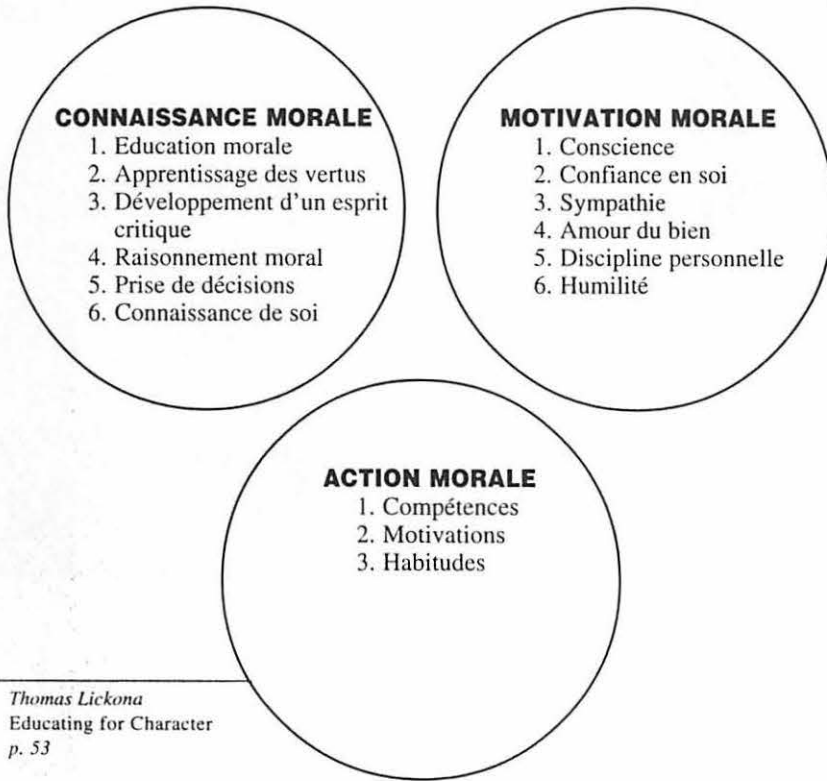 CONNAISSANCE MORALE
1. Education morale
2. Apprentissage des vertus
3. Développement d'un esprit
critique
4. Raisonnement moral
5. Prise de décisions
6. Connaissance de soi
MOTIVATION MORALE
1. Conscience
2. Confiance en soi
3. Sympathie
4. Amour du bien
5. Discipline personnelle
6. Humilité
ACTION MORALE
1. Compétences
2. Motivations
3. Habitudes
Thomas Lickona
Educating for Character
p. 53